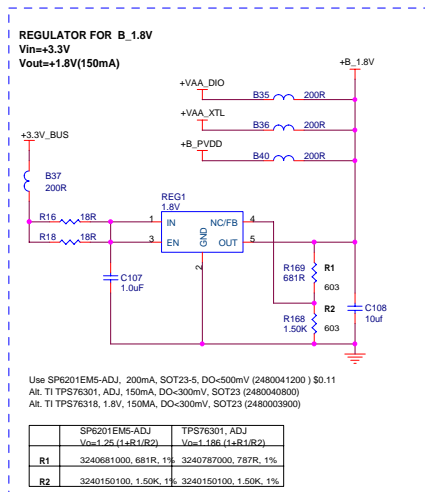 REGULATOR FOR B_1.8V
Vin=+3.3V
Vout=+1.8V(150mA)
+B_1.8V
+VAA_DIO
B35 200R
+VAA_XTL
B36 200R
+3.3V_BUS
+B_PVDD
B40 200R
B37
200R
REG1
1.8V
R16 18R
1 IN NC/FB 4
R18 18R
3 EN OUT 5
GND
2
R169 R1
681R
603
C107
1.0uF
R168 R2
1.50K 603
C108
10uf
Use SP6201EM5-ADJ, 200mA, SOT23-5, DO<500mV (2480041200 ) $0.11
Alt. TI TPS76301, ADJ, 150mA, DO<300mV, SOT23 (2480040800)
Alt. TI TPS76318, 1.8V, 150MA, DO<300mV, SOT23 (2480003900)
SP6201EM5-ADJ TPS76301, ADJ
Vo=1.25 (1+R1/R2) Vo=1.186 (1+R1/R2)
R1 3240681000, 681R, 1% 3240787000, 787R, 1%
R2 3240150100, 1.50K, 1% 3240150100, 1.50K, 1%